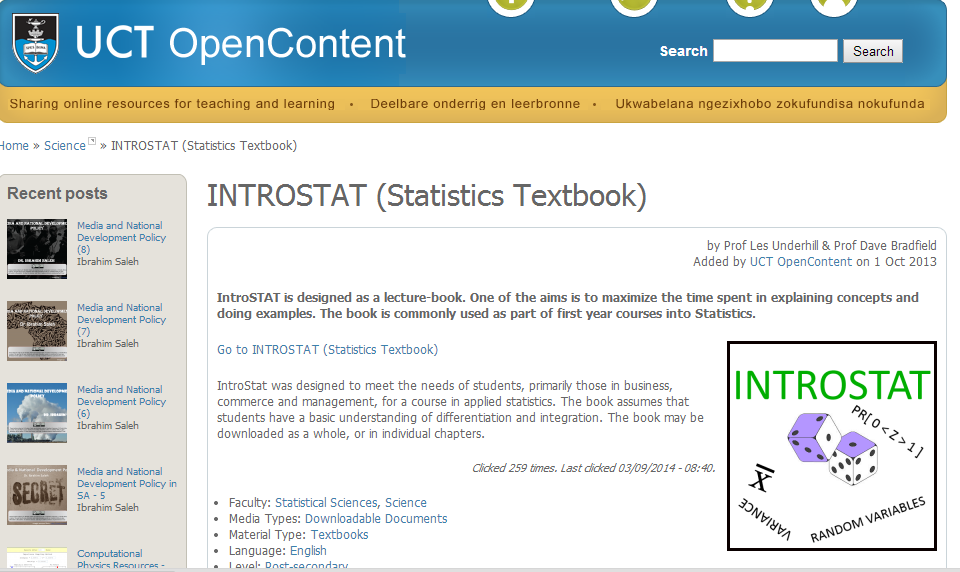 UCT OpenContent
Search
Search
Sharing online resources for teaching and learning • Deelbare onderrig en leerbronne • Ukwabelana ngezixhobo zokufundisa nokufunda
Home » Science » INTROSTAT (Statistics Textbook)
Recent posts
Media and National
Development Policy
(8)
Ibrahim Saleh
Media and National
Development Policy
(7)
Ibrahim Saleh
Media and National
Development Policy
(6)
Ibrahim Saleh
SECRET
Media and National
Development Policy in
SA - 5
Ibrahim Saleh
Computational
Physics Resources -
INTROSTAT (Statistics Textbook)
by Prof Les Underhill & Prof Dave Bradfield
Added by UCT OpenContent on 1 Oct 2013
IntroSTAT is designed as a lecture-book. One of the aims is to maximize the time spent in explaining concepts and
doing examples. The book is commonly used as part of first year courses into Statistics.
Go to INTROSTAT (Statistics Textbook)
IntroStat was designed to meet the needs of students, primarily those in business,
commerce and management, for a course in applied statistics. The book assumes that
students have a basic understanding of differentiation and integration. The book may be
downloaded as a whole, or in individual chapters.
Clicked 259 times. Last clicked 03/09/2014 - 08:40.
INTROSTAT
PR[0<Z>1]
X̄
VARIANCE
RANDOM VARIABLES
• Faculty: Statistical Sciences, Science
• Media Types: Downloadable Documents
• Material Type: Textbooks
• Language: English
• Level: Post-secondary